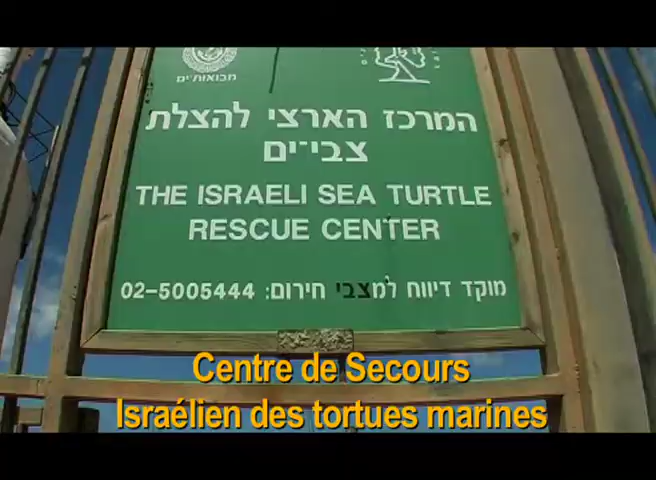 מבואות־ים
המרכז הארצי להצלת
צבי־ים
THE ISRAELI SEA TURTLE
RESCUE CENTER
מוקד דיווח למצבי חירום: 02-5005444
Centre de Secours
Israélien des tortues marines